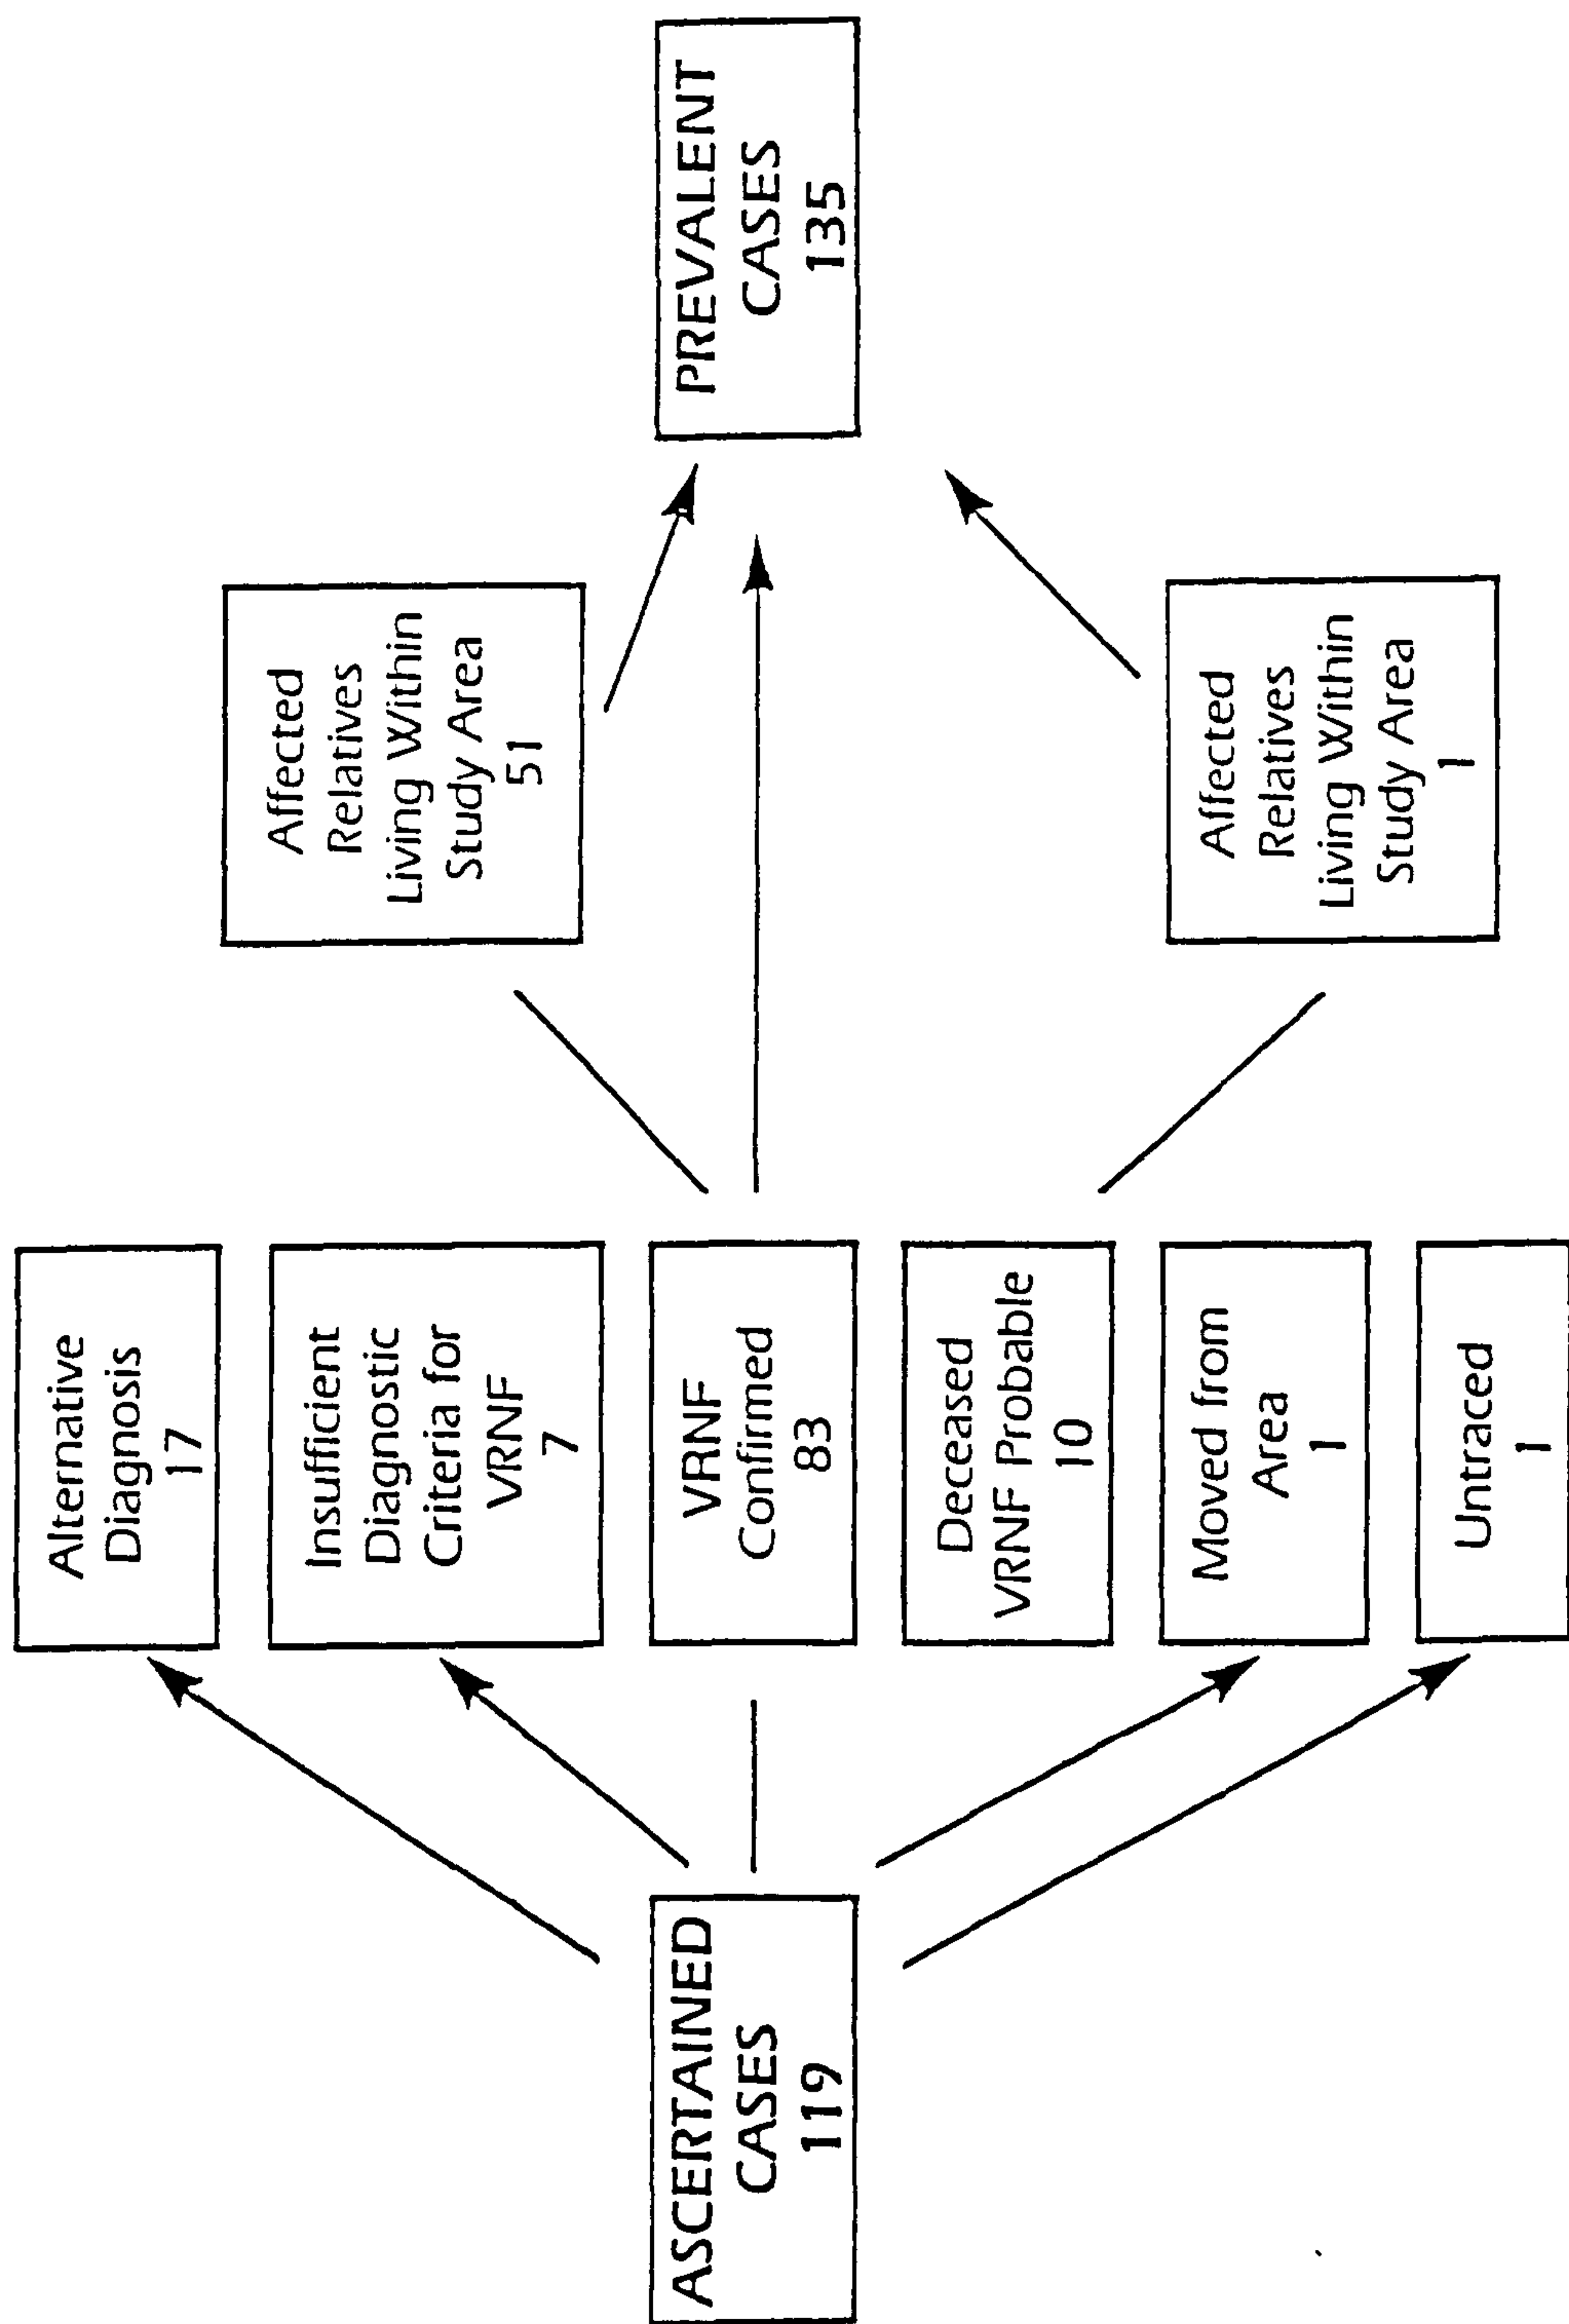 ASCERTAINED
CASES
119
Alternative
Diagnosis
17
Insufficient
Diagnostic
Criteria for
VRNF
7
VRNF
Confirmed
83
Deceased
VRNF Probable
10
Moved from
Area
1
Untraced
1
Affected
Relatives
Living Within
Study Area
51
Affected
Relatives
Living Within
Study Area
1
PREVALENT
CASES
135